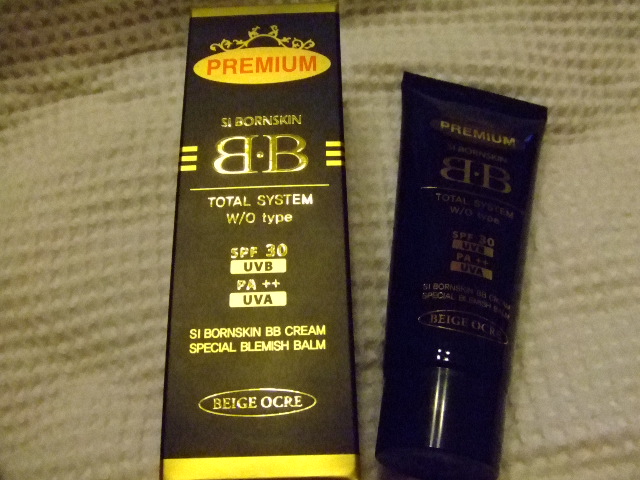 PREMIUM
SI BORNSKIN
B·B
TOTAL SYSTEM
W/O type
SPF 30
UVB
PA ++
UVA
SI BORNSKIN BB CREAM
SPECIAL BLEMISH BALM
BEIGE OCRE
PREMIUM
SI BORNSKIN
B·B
TOTAL SYSTEM
W/O type
SPF 30
UVB
PA ++
UVA
SI BORNSKIN BB CREAM
SPECIAL BLEMISH BALM
BEIGE OCRE